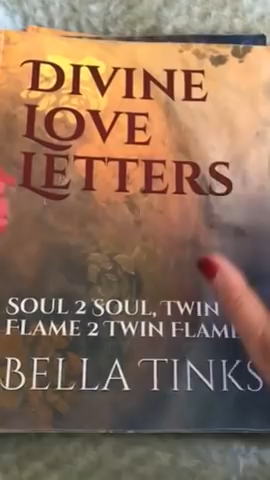 DIVINE
LOVE
LETTERS
SOUL 2 SOUL, TWIN
FLAME 2 TWIN FLAME
BELLA TINKS